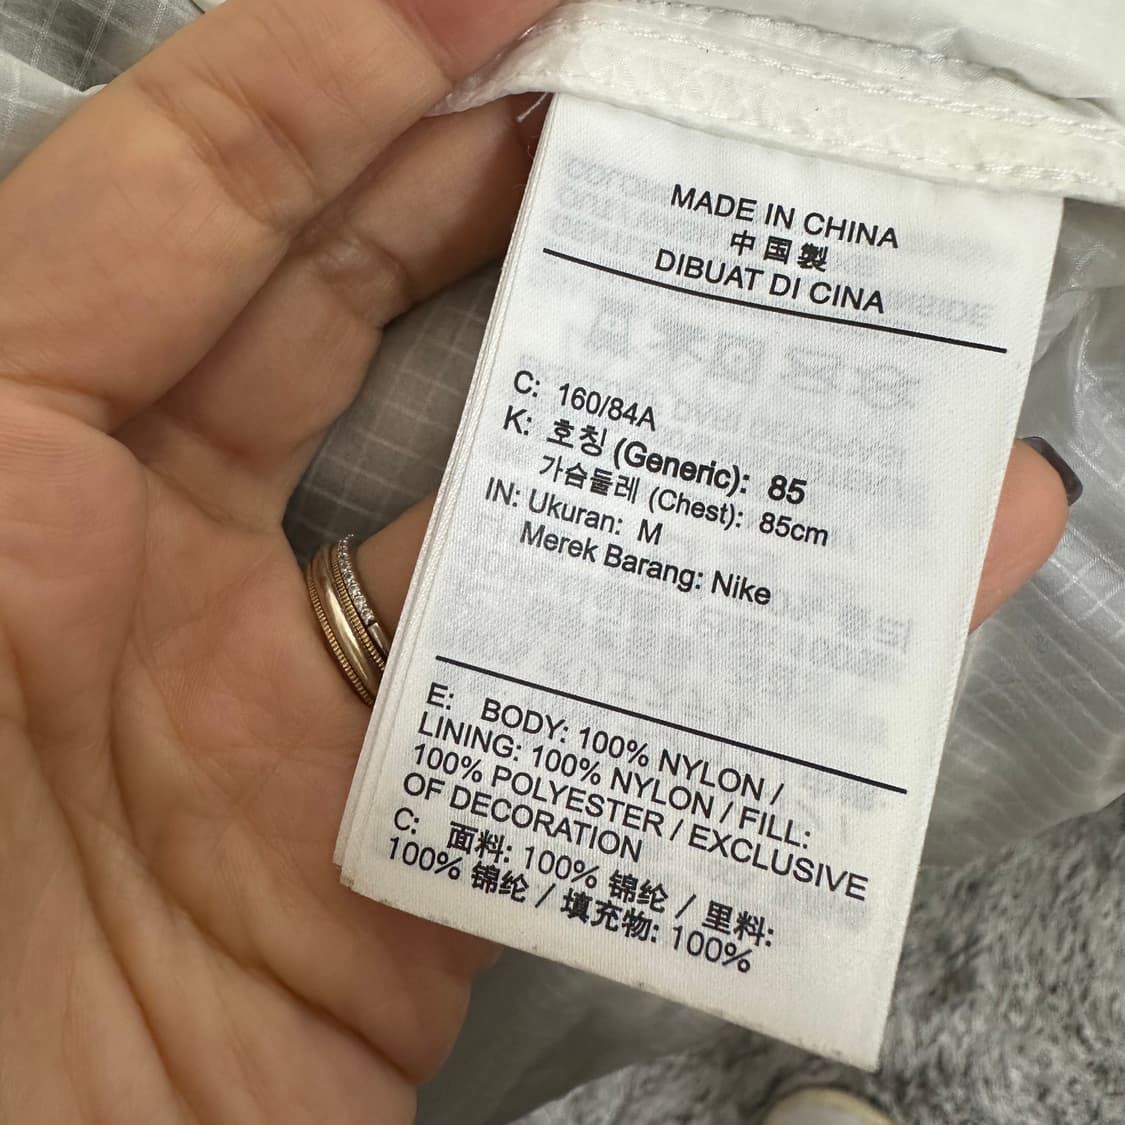 MADE IN CHINA
中国製
DIBUAT DI CINA
C: 160/84A
K: 호칭 (Generic): 85
가슴둘레 (Chest): 85cm
IN: Ukuran: M
Merek Barang: Nike
E: BODY: 100% NYLON /
LINING: 100% NYLON / FILL:
100% POLYESTER / EXCLUSIVE
OF DECORATION
C: 面料: 100% 锦纶 / 里料:
100% 锦纶 / 填充物: 100%